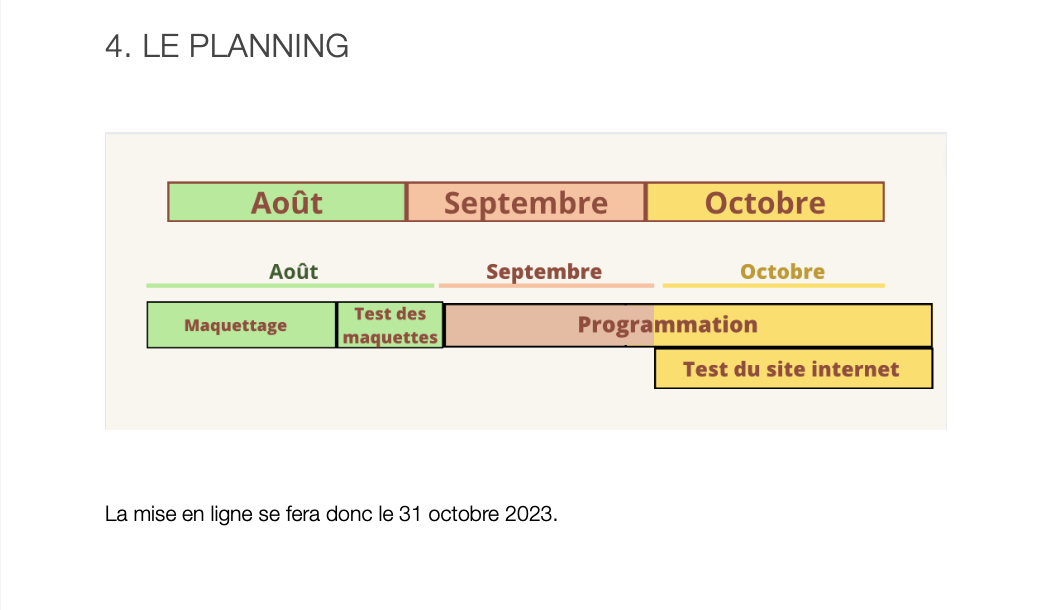 4. LE PLANNING
Août Septembre Octobre
Août Septembre Octobre
Maquettage
Test des
maquettes
Programmation
Test du site internet
La mise en ligne se fera donc le 31 octobre 2023.